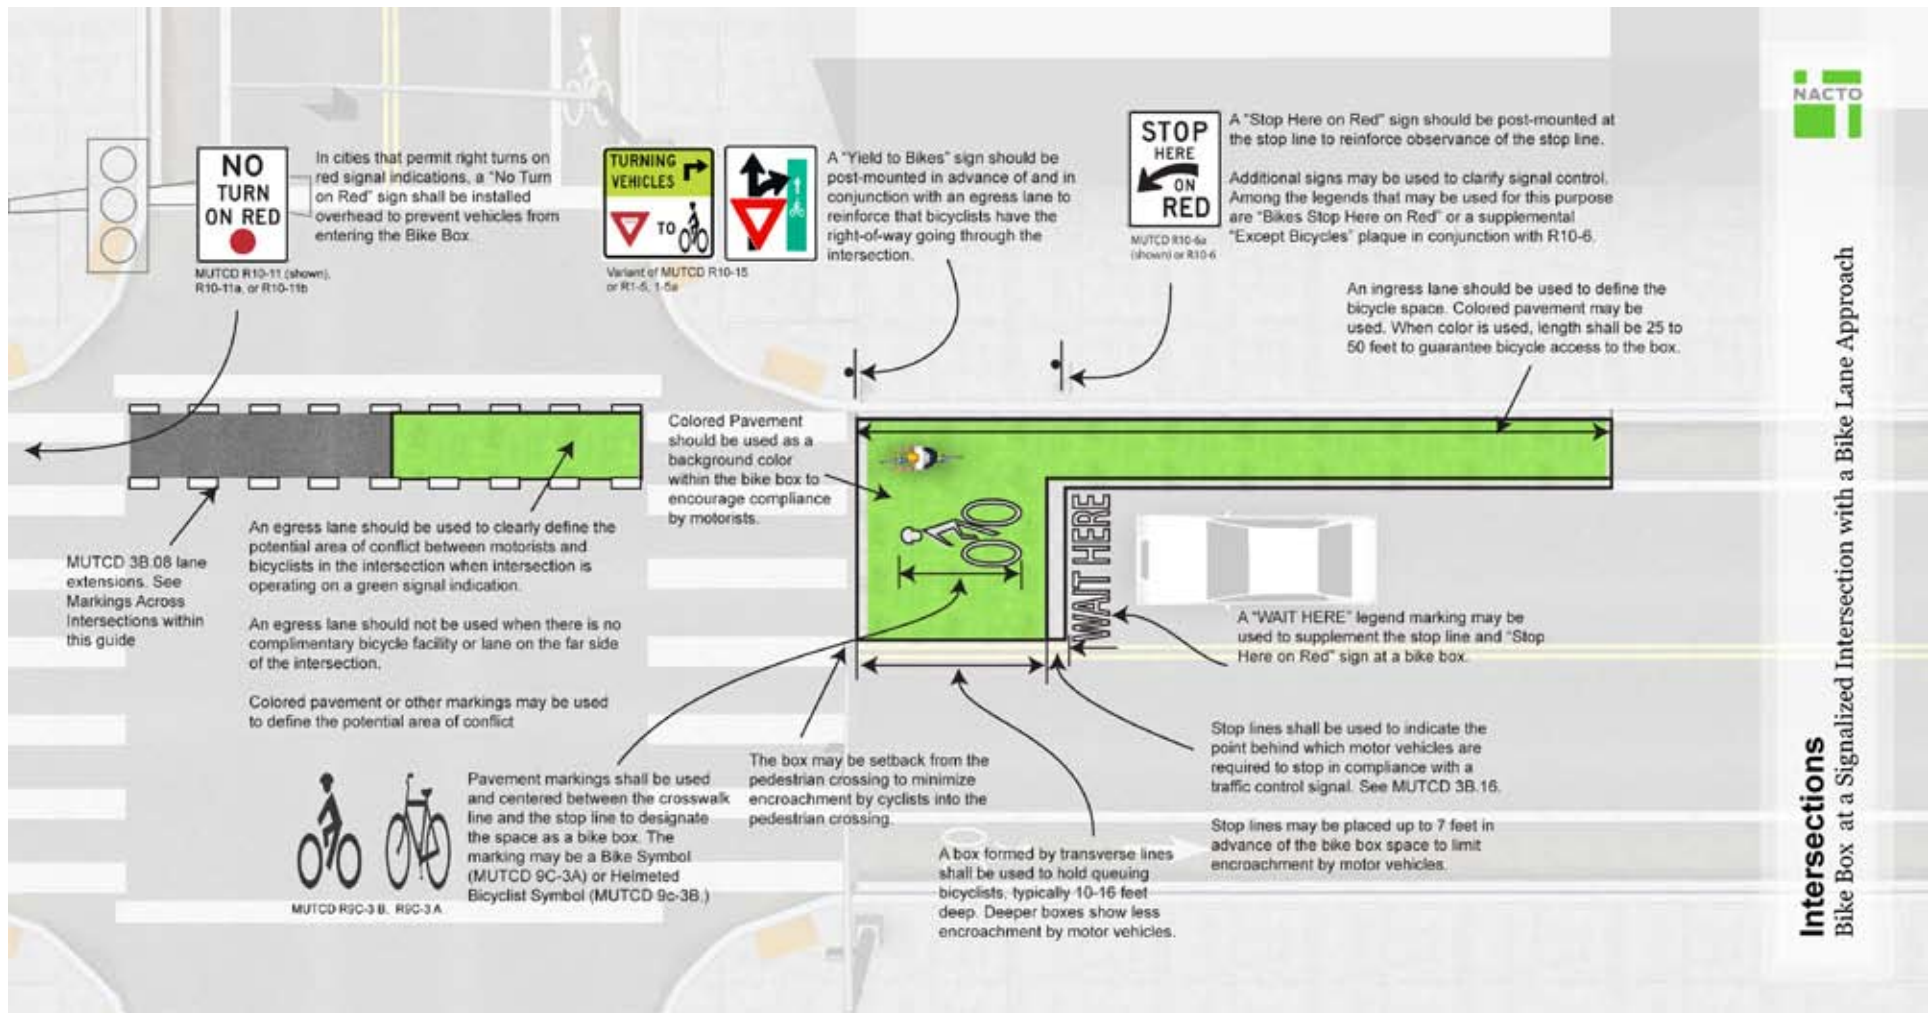 NACTO
NO
TURN
ON RED
MUTCD R10-11 (shown),
R10-11a, or R10-11b
In cities that permit right turns on
red signal indications, a "No Turn
on Red" sign shall be installed
overhead to prevent vehicles from
entering the Bike Box.
TURNING
VEHICLES
TO
Variant of MUTCD R10-15
or R1-5, 1-5a
A "Yield to Bikes" sign should be
post-mounted in advance of and in
conjunction with an egress lane to
reinforce that bicyclists have the
right-of-way going through the
intersection.
STOP
HERE
ON
RED
MUTCD R10-6a
(shown) or R10-6
A "Stop Here on Red" sign should be post-mounted at
the stop line to reinforce observance of the stop line.
Additional signs may be used to clarify signal control.
Among the legends that may be used for this purpose
are "Bikes Stop Here on Red" or a supplemental
"Except Bicycles" plaque in conjunction with R10-6.
An ingress lane should be used to define the
bicycle space. Colored pavement may be
used. When color is used, length shall be 25 to
50 feet to guarantee bicycle access to the box.
Colored Pavement
should be used as a
background color
within the bike box to
encourage compliance
by motorists.
WAIT HERE
MUTCD 3B.08 lane
extensions. See
Markings Across
Intersections within
this guide
An egress lane should be used to clearly define the
potential area of conflict between motorists and
bicyclists in the intersection when intersection is
operating on a green signal indication.
An egress lane should not be used when there is no
complimentary bicycle facility or lane on the far side
of the intersection.
Colored pavement or other markings may be used
to define the potential area of conflict
A "WAIT HERE" legend marking may be
used to supplement the stop line and "Stop
Here on Red" sign at a bike box.
MUTCD R9C-3 B, R9C-3 A
Pavement markings shall be used
and centered between the crosswalk
line and the stop line to designate
the space as a bike box. The
marking may be a Bike Symbol
(MUTCD 9C-3A) or Helmeted
Bicyclist Symbol (MUTCD 9c-3B.)
The box may be setback from the
pedestrian crossing to minimize
encroachment by cyclists into the
pedestrian crossing.
A box formed by transverse lines
shall be used to hold queuing
bicyclists, typically 10-16 feet
deep. Deeper boxes show less
encroachment by motor vehicles.
Stop lines shall be used to indicate the
point behind which motor vehicles are
required to stop in compliance with a
traffic control signal. See MUTCD 3B.16.
Stop lines may be placed up to 7 feet in
advance of the bike box space to limit
encroachment by motor vehicles.
Intersections
Bike Box at a Signalized Intersection with a Bike Lane Approach